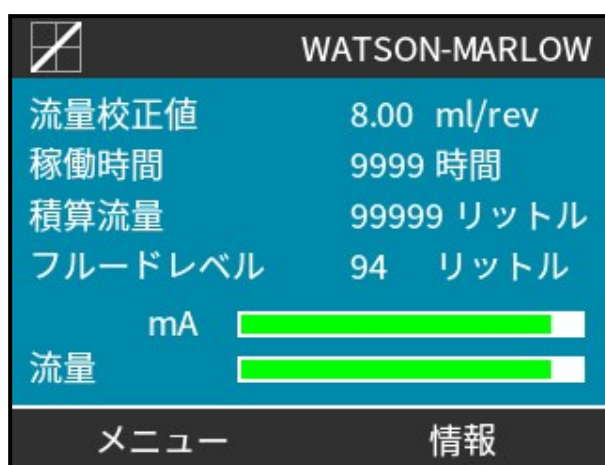 WATSON-MARLOW
流量校正値 8.00 ml/rev
稼働時間 9999 時間
積算流量 99999 リットル
フルードレベル 94 リットル
mA
流量
メニュー 情報